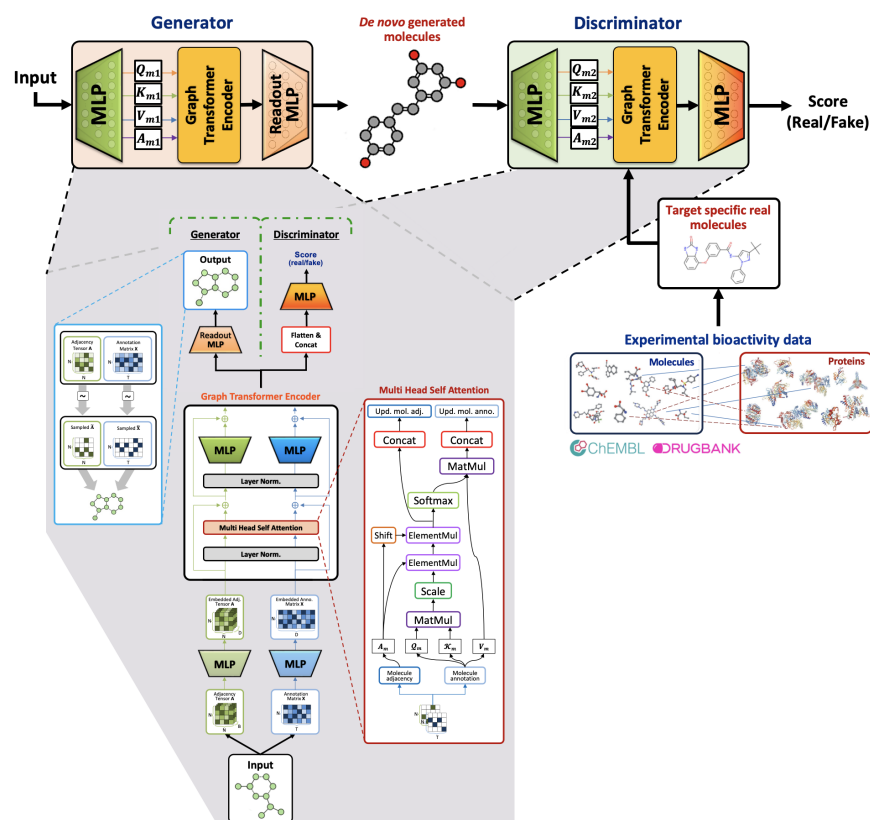 Generator
De novo generated
molecules
Discriminator
Input
MLP
Q_m1
K_m1
V_m1
A_m1
Graph
Transformer
Encoder
Readout
MLP
MLP
Q_m2
K_m2
V_m2
A_m2
Graph
Transformer
Encoder
MLP
Score
(Real/Fake)
Target specific real
molecules
Experimental bioactivity data
Molecules
Proteins
ChEMBL
DRUGBANK
Generator
Discriminator
Output
Score
(real/fake)
MLP
Readout
MLP
Flatten &
Concat
Adjacency
Tensor A
N
N
Annotation
Matrix X
N
T
~
~
Sampled Ã
N
N
Sampled X̃
N
T
Graph Transformer Encoder
MLP
MLP
Layer Norm.
Multi Head Self Attention
Layer Norm.
Embedded Adj.
Tensor A
N
N
D
Embedded Anno.
Matrix X
N
D
MLP
MLP
Adjacency
Tensor A
N
N
B
Annotation
Matrix X
N
T
Input
Multi Head Self Attention
Upd. mol. adj.
Upd. mol. anno.
Concat
Concat
MatMul
Softmax
Shift
ElementMul
ElementMul
Scale
MatMul
A_m
Q_m
K_m
V_m
Molecule
adjacency
Molecule
annotation
N
N
T